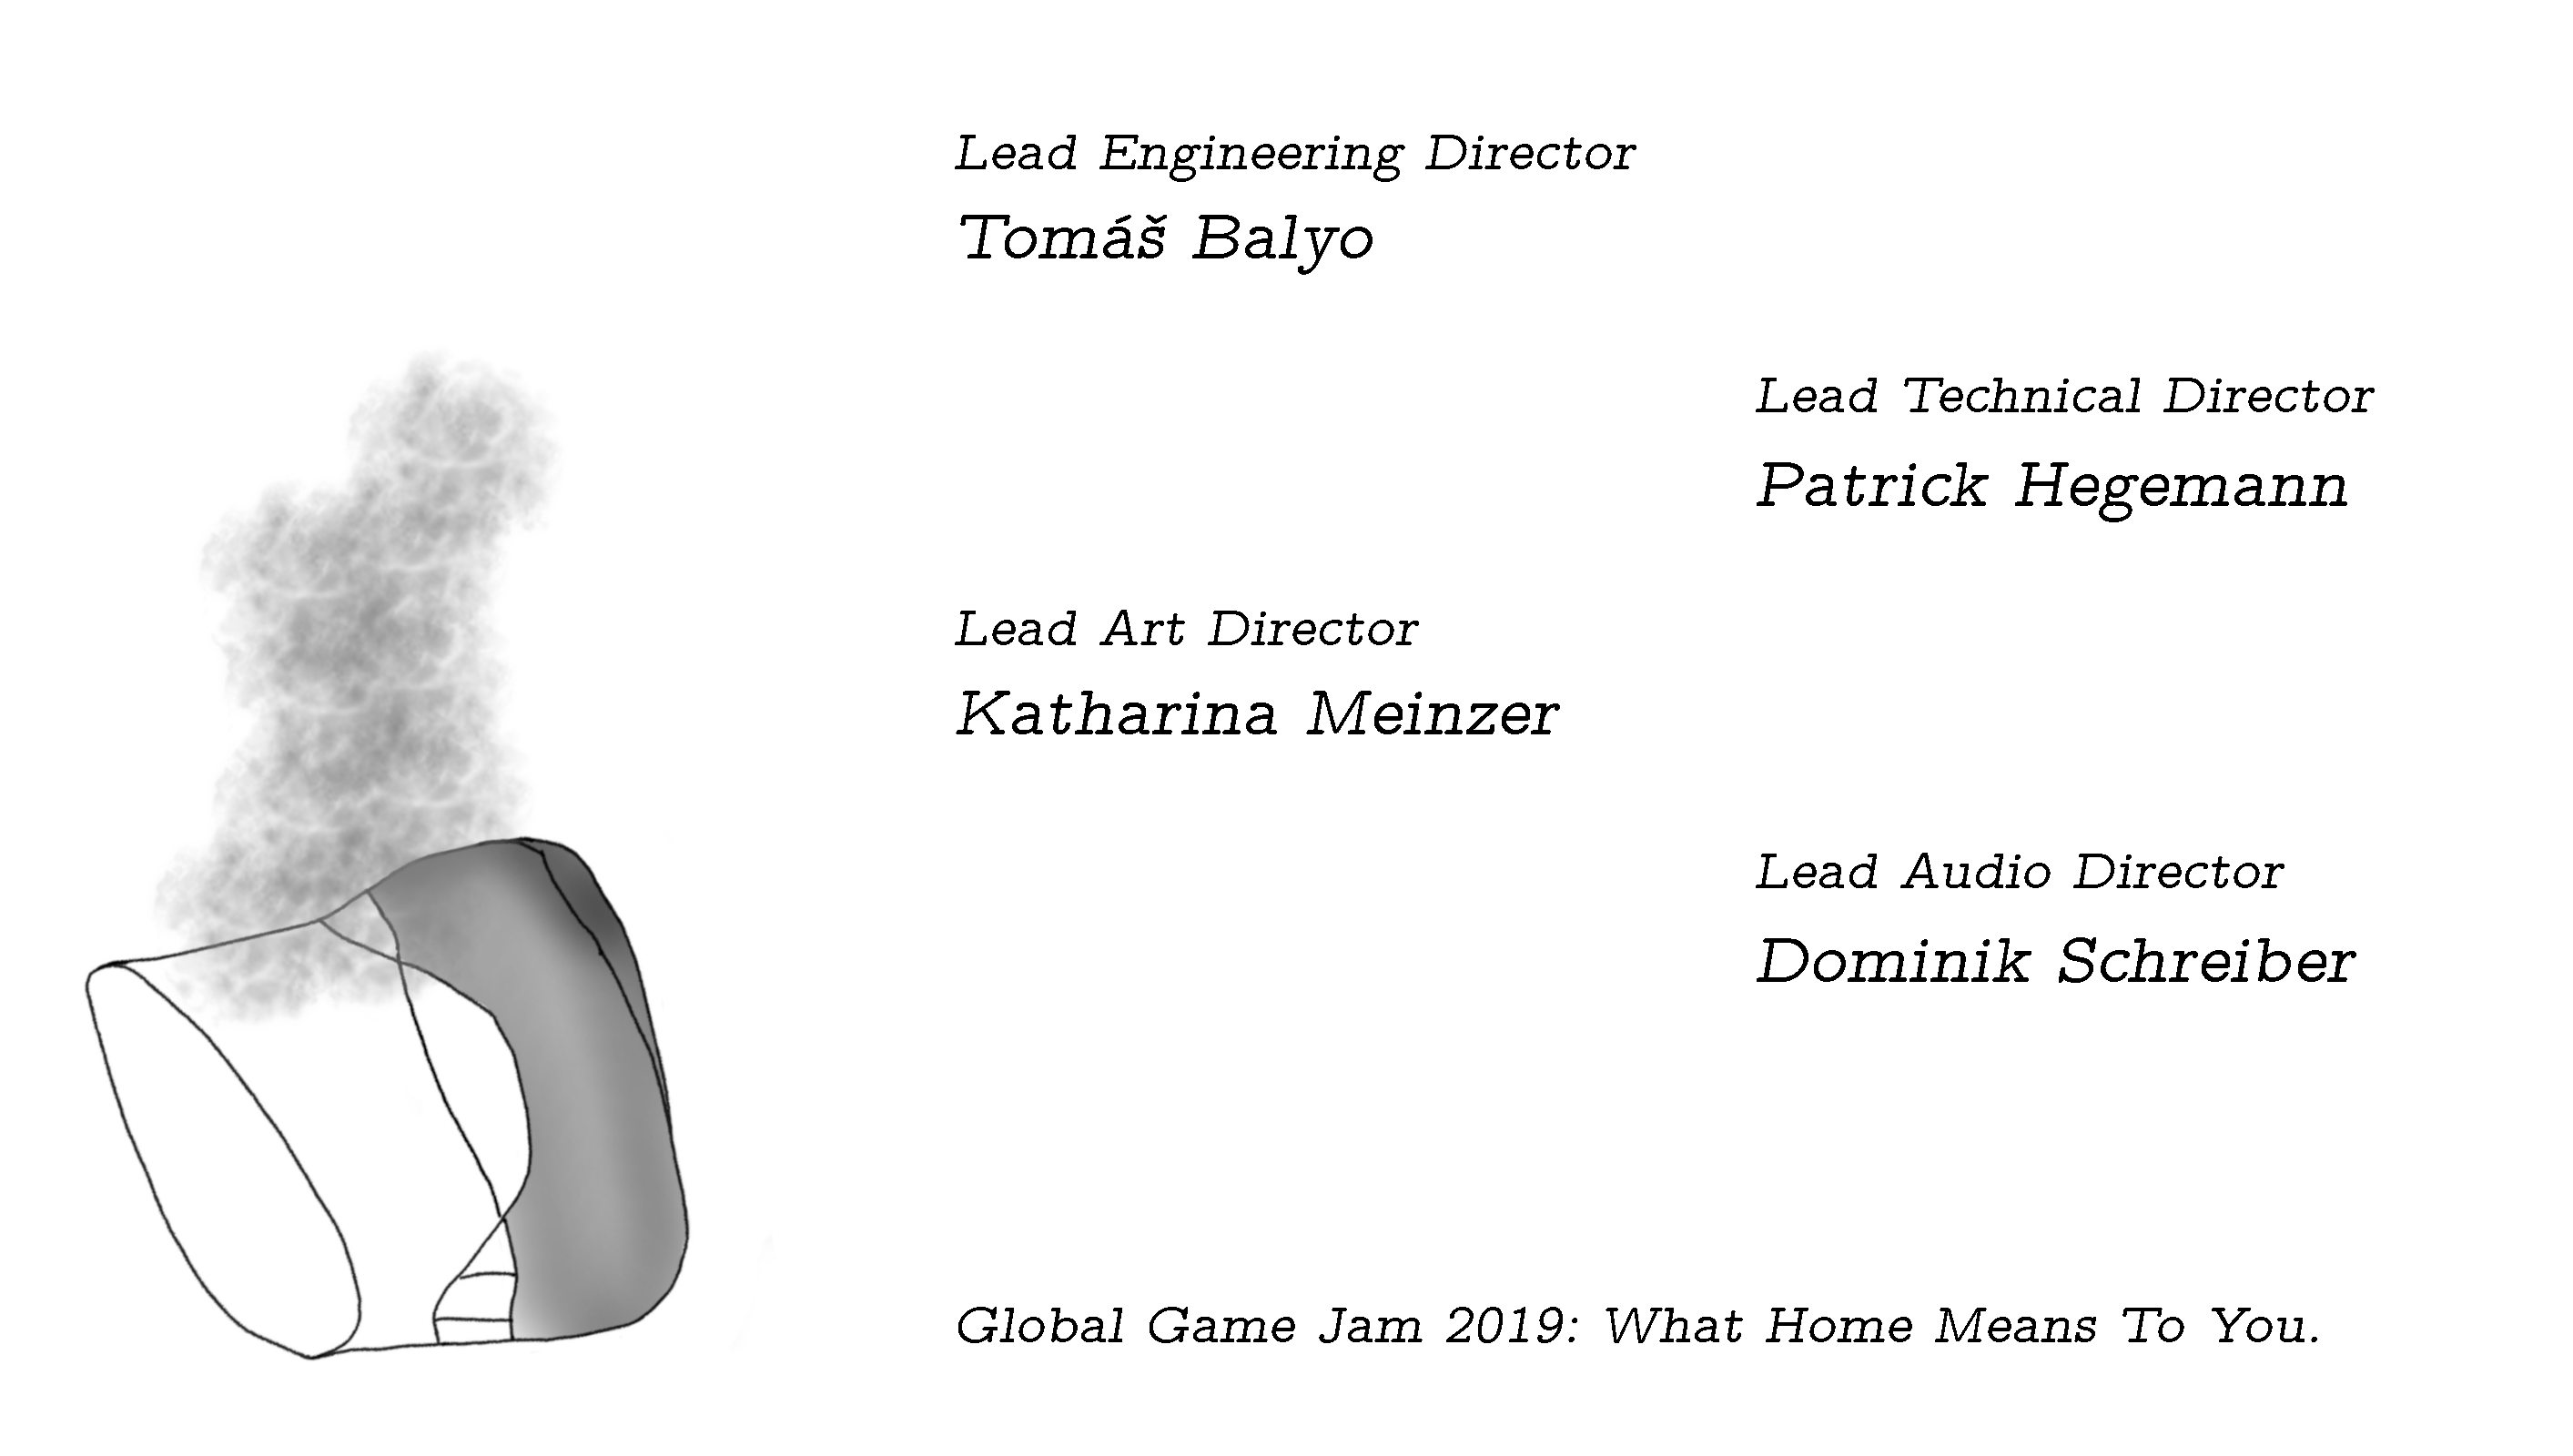 Lead Engineering Director
Tomáš Balyo
Lead Technical Director
Patrick Hegemann
Lead Art Director
Katharina Meinzer
Lead Audio Director
Dominik Schreiber
Global Game Jam 2019: What Home Means To You.